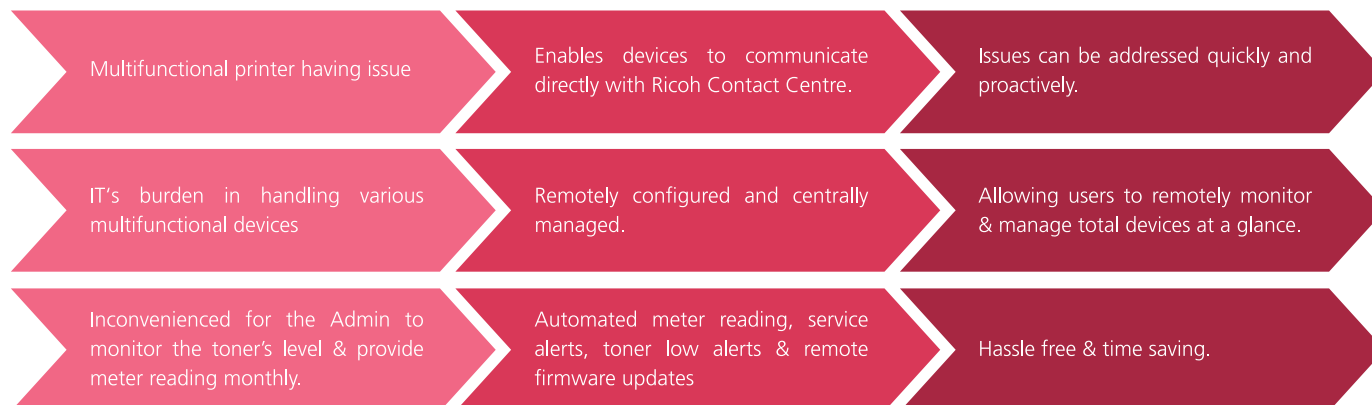 Multifunctional printer having issue
Enables devices to communicate
directly with Ricoh Contact Centre.
Issues can be addressed quickly and
proactively.
IT's burden in handling various
multifunctional devices
Remotely configured and centrally
managed.
Allowing users to remotely monitor
& manage total devices at a glance.
Inconvenienced for the Admin to
monitor the toner's level & provide
meter reading monthly.
Automated meter reading, service
alerts, toner low alerts & remote
firmware updates
Hassle free & time saving.